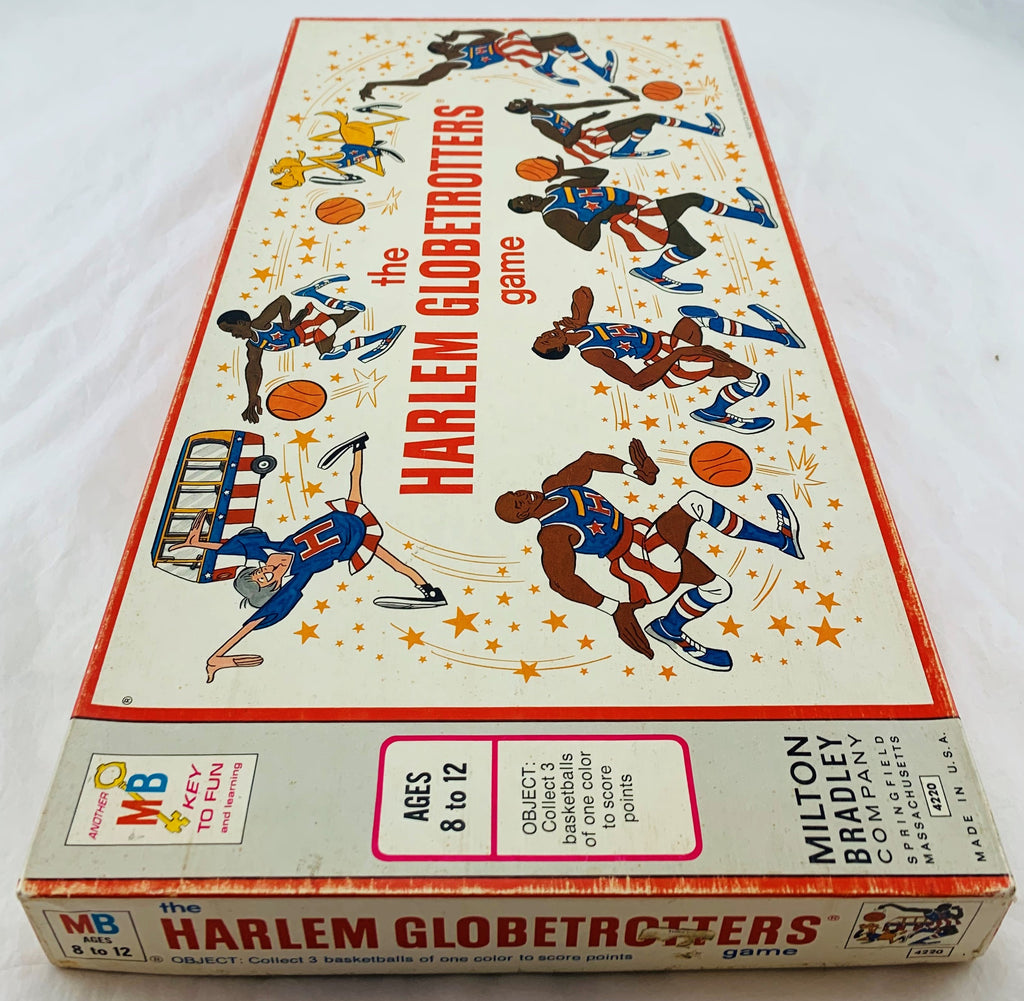 the
HARLEM GLOBETROTTERS®
game
H
H
H
H
H
®
ANOTHER
MB
KEY
TO FUN
and learning
AGES
8 to 12
OBJECT:
Collect 3
basketballs
of one color
to score
points
MILTON
BRADLEY
COMPANY
SPRINGFIELD
MASSACHUSETTS
4220
MADE IN U.S.A.
MB
AGES
8 to 12
the
HARLEM GLOBETROTTERS®
game
® OBJECT: Collect 3 basketballs of one color to score points
4220